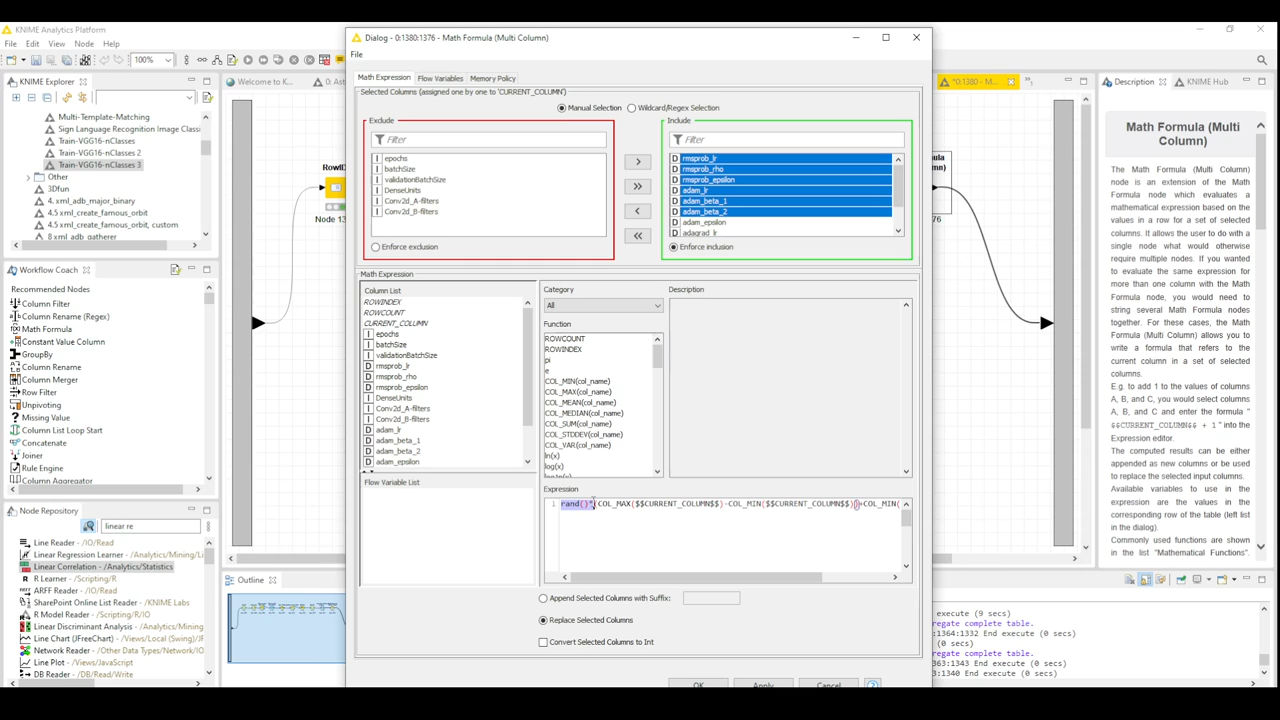 KNIME Analytics Platform
File Edit View Node Help
100%
KNIME Explorer
Multi-Template-Matching
Sign Language Recognition Image Classi
Train-VGG16-nClasses
Train-VGG16-nClasses 2
Train-VGG16-nClasses 3
Other
3Dfun
4. xml_adb_major_binary
4.5 xml_create_famous_orbit
4.5 xml_create_famous_orbit, custom
8 xml_adb_gatherer
Workflow Coach
Recommended Nodes
Column Filter
Column Rename (Regex)
Math Formula
Constant Value Column
GroupBy
Column Rename
Column Merger
Row Filter
Unpivoting
Missing Value
Column List Loop Start
Concatenate
Joiner
Rule Engine
Column Aggregator
Node Repository
linear re
Line Reader - /IO/Read
Linear Regression Learner - /Analytics/Mining/Li
Linear Correlation - /Analytics/Statistics
R Learner - /Scripting/R
ARFF Reader - /IO/Read
SharePoint Online List Reader - /KNIME Labs
R Model Reader - /Scripting/R/IO
Linear Discriminant Analysis - /Analytics/Mining
Line Chart (JFreeChart) - /Views/Local (Swing)/J
Network Reader - /Other Data Types/Network/IO
Line Plot - /Views/JavaScript
DB Reader - /DB/Read/Write
Welcome to K...
RowID
Node 13
Outline
Dialog - 0:1380:1376 - Math Formula (Multi Column)
File
Math Expression Flow Variables Memory Policy
Selected Columns (assigned one by one to 'CURRENT_COLUMN')
Manual Selection Wildcard/Regex Selection
Exclude
Filter
I epochs
I batchSize
I validationBatchSize
I DenseUnits
I Conv2d_A-filters
I Conv2d_B-filters
Enforce exclusion
>
>>
<
<<
Include
Filter
D rmsprob_lr
D rmsprob_rho
D rmsprob_epsilon
D adam_lr
D adam_beta_1
D adam_beta_2
D adam_epsilon
D adagrad_lr
Enforce inclusion
Math Expression
Column List
ROWINDEX
ROWCOUNT
CURRENT_COLUMN
I epochs
I batchSize
I validationBatchSize
D rmsprob_lr
D rmsprob_rho
D rmsprob_epsilon
I DenseUnits
I Conv2d_A-filters
I Conv2d_B-filters
D adam_lr
D adam_beta_1
D adam_beta_2
D adam_epsilon
Flow Variable List
Category
All
Function
ROWCOUNT
ROWINDEX
pi
e
COL_MIN(col_name)
COL_MAX(col_name)
COL_MEAN(col_name)
COL_MEDIAN(col_name)
COL_SUM(col_name)
COL_STDDEV(col_name)
COL_VAR(col_name)
ln(x)
log(x)
Description
Expression
1 rand()*(COL_MAX($$CURRENT_COLUMN$$)-COL_MIN($$CURRENT_COLUMN$$))+COL_MIN(
Append Selected Columns with Suffix:
Replace Selected Columns
Convert Selected Columns to Int
OK Apply Cancel
*0:1380 - M...
Description KNIME Hub
Math Formula (Multi
Column)
The Math Formula (Multi Column)
node is an extension of the Math
Formula node which evaluates a
mathematical expression based on the
values in a row for a set of selected
columns. It allows the user to do with a
single node what would otherwise
require multiple nodes. If you wanted
to evaluate the same expression for
more than one column with the Math
Formula node, you would need to
string several Math Formula nodes
together. For these cases, the Math
Formula (Multi Column) allows you to
write a formula that refers to the
current column in a set of selected
columns.
E.g. to add 1 to the values of columns
A, B, and C, you would select columns
A, B, and C and enter the formula "
$$CURRENT_COLUMN$$ + 1 " into the
Expression editor.
The computed results can be either
appended as new columns or be used
to replace the selected input columns.
Available variables to use in the
expression are the values in the
corresponding row of the table (left list
in the dialog).
Commonly used functions are shown
in the list "Mathematical Functions".
execute (9 secs)
regate complete table.
:1364:1332 End execute (0 secs)
(0 secs)
regate complete table.
363:1343 End execute (0 secs)
:1340 End execute (0 secs)